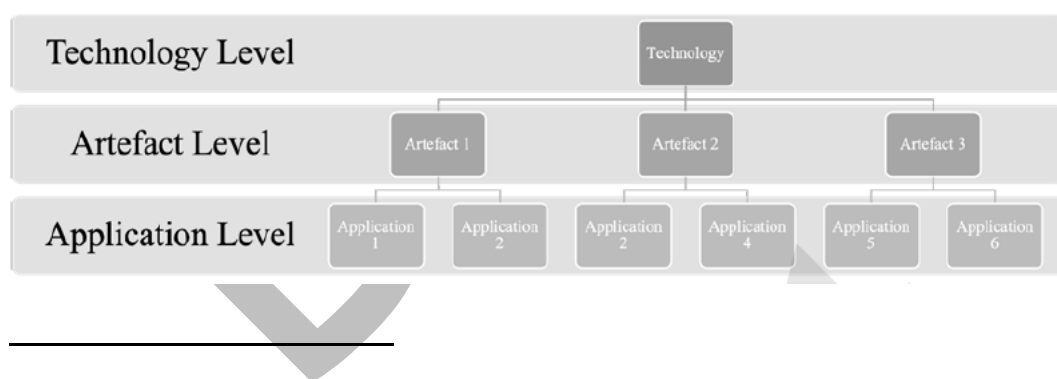 Technology Level
Technology
Artefact Level
Artefact 1
Artefact 2
Artefact 3
Application Level
Application
1
Application
2
Application
2
Application
4
Application
5
Application
6